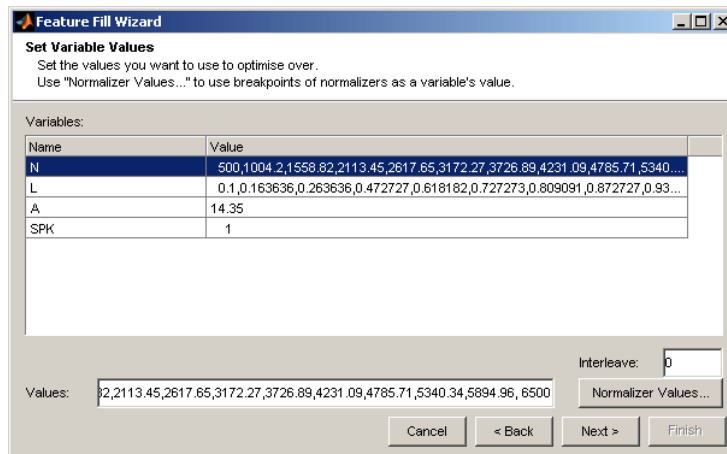 Feature Fill Wizard
Set Variable Values
Set the values you want to use to optimise over.
Use "Normalizer Values..." to use breakpoints of normalizers as a variable's value.
Variables:
Name Value
N 500,1004.2,1558.82,2113.45,2617.65,3172.27,3726.89,4231.09,4785.71,5340....
L 0.1,0.163636,0.263636,0.472727,0.618182,0.727273,0.809091,0.872727,0.93...
A 14.35
SPK 1
Interleave: 0
Values: 32,2113.45,2617.65,3172.27,3726.89,4231.09,4785.71,5340.34,5894.96, 6500 Normalizer Values...
Cancel < Back Next > Finish